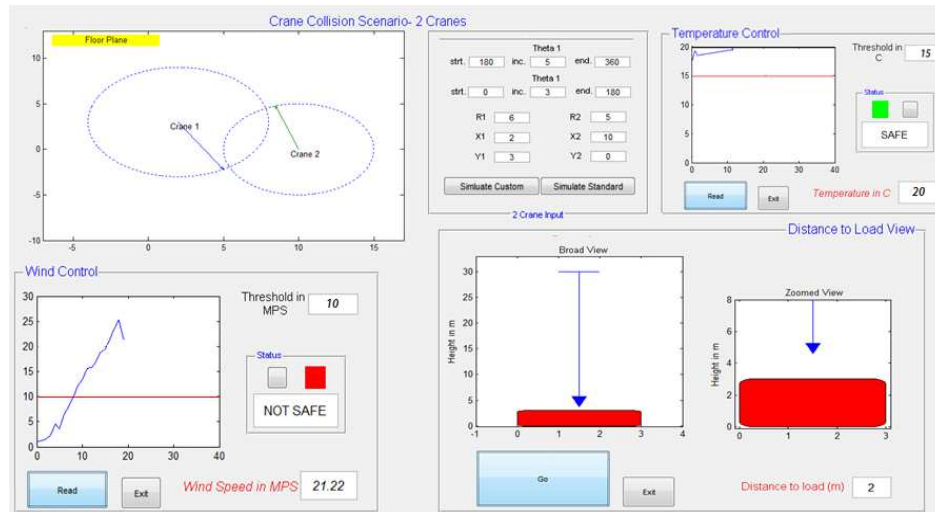 Crane Collision Scenario- 2 Cranes
Floor Plane
10
5
0
-5
-10
Crane 1
Crane 2
-5 0 5 10 15
Theta 1
strt. 180 inc. 5 end. 360
Theta 1
strt. 0 inc. 3 end. 180
R1 6 R2 5
X1 2 X2 10
Y1 3 Y2 0
Simluate Custom Simulate Standard
2 Crane Input
Temperature Control
20
15
10
5
0
0 10 20 30 40
Threshold in
C
15
Status
SAFE
Read Exit Temperature in C 20
Wind Control
30
25
20
15
10
5
0
0 10 20 30 40
Threshold in
MPS
10
Status
NOT SAFE
Read Exit Wind Speed in MPS 21.22
Distance to Load View
Broad View
Height in m
30
25
20
15
10
5
0
-1 0 1 2 3 4
Zoomed View
Height in m
8
6
4
2
0
0 1 2 3
Go Exit Distance to load (m) 2